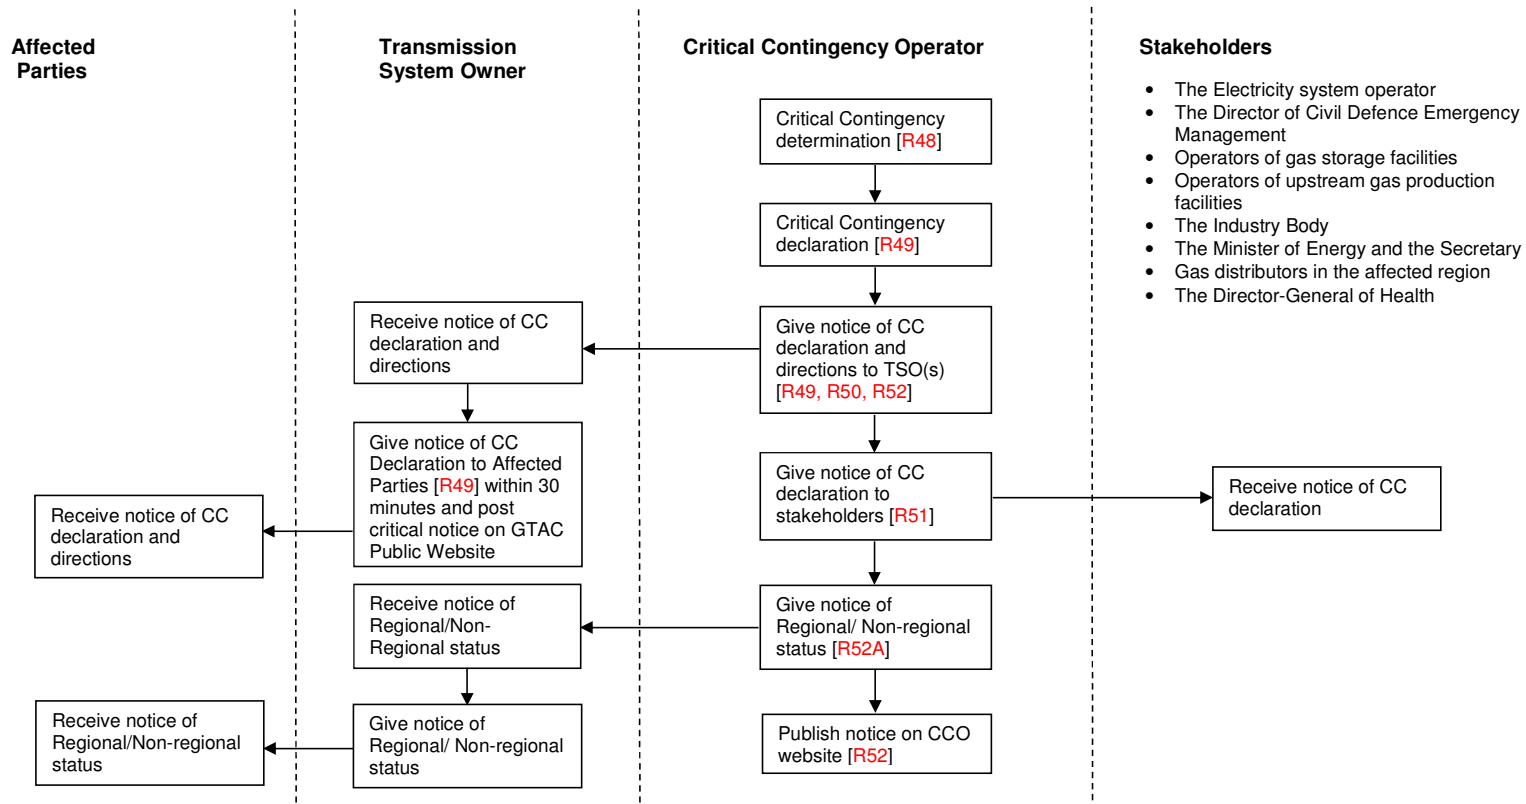 Affected
Parties
Transmission
System Owner
Critical Contingency Operator
Stakeholders
• The Electricity system operator
• The Director of Civil Defence Emergency
Management
• Operators of gas storage facilities
• Operators of upstream gas production
facilities
• The Industry Body
• The Minister of Energy and the Secretary
• Gas distributors in the affected region
• The Director-General of Health
Critical Contingency
determination [R48]
Critical Contingency
declaration [R49]
Give notice of CC
declaration and
directions to TSO(s)
[R49, R50, R52]
Receive notice of CC
declaration and
directions
Give notice of CC
Declaration to Affected
Parties [R49] within 30
minutes and post
critical notice on GTAC
Public Website
Receive notice of CC
declaration and
directions
Give notice of CC
declaration to
stakeholders [R51]
Receive notice of CC
declaration
Give notice of
Regional/ Non-regional
status [R52A]
Receive notice of
Regional/Non-
Regional status
Give notice of
Regional/ Non-regional
status
Receive notice of
Regional/Non-regional
status
Publish notice on CCO
website [R52]